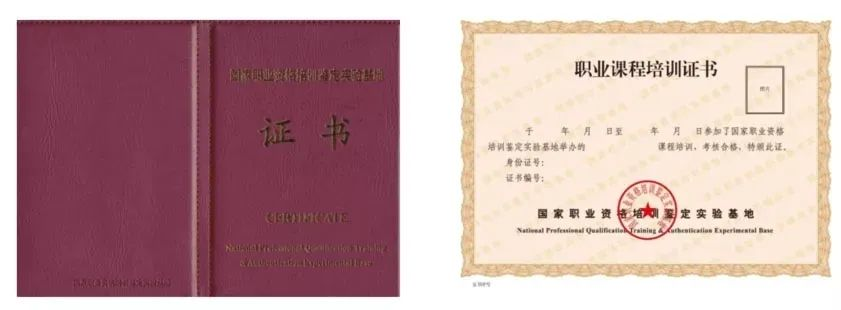 国家职业资格培训鉴定实验基地
证书
CERTIFICATE
National Professional Qualification Training
& Authentication Experimental Base
职业课程培训证书
照片
于 年 月 日至 年 月 日参加了国家职业资格
培训鉴定实验基地举办的 课程培训，考核合格，特颁此证。
身份证号：
证书编号：
国家职业资格培训鉴定实验基地
National Professional Qualification Training & Authentication Experimental Base